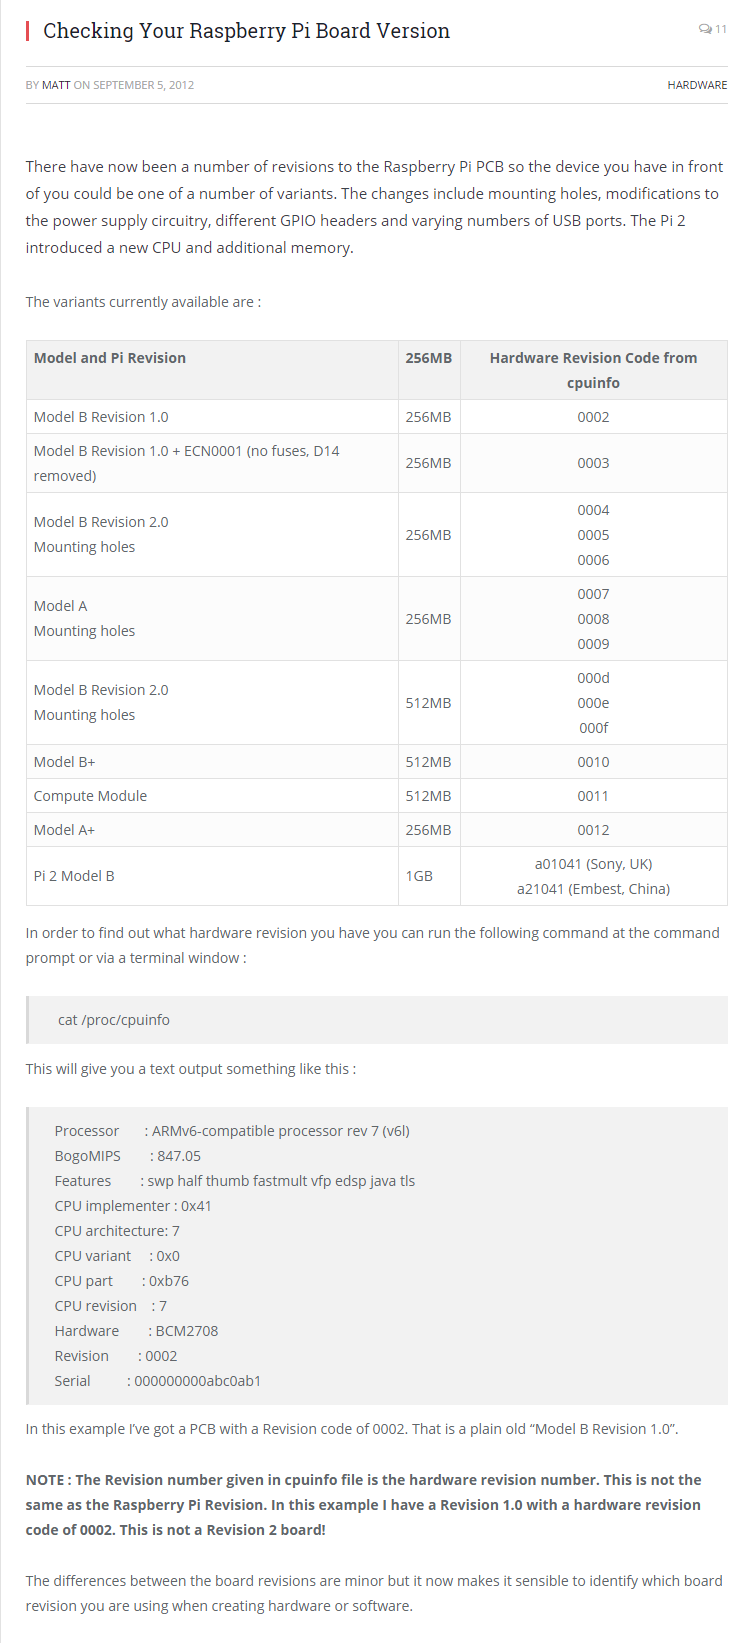 Checking Your Raspberry Pi Board Version
11
BY MATT ON SEPTEMBER 5, 2012
HARDWARE
There have now been a number of revisions to the Raspberry Pi PCB so the device you have in front
of you could be one of a number of variants. The changes include mounting holes, modifications to
the power supply circuitry, different GPIO headers and varying numbers of USB ports. The Pi 2
introduced a new CPU and additional memory.
The variants currently available are :
Model and Pi Revision 256MB Hardware Revision Code from
cpuinfo
Model B Revision 1.0 256MB 0002
Model B Revision 1.0 + ECN0001 (no fuses, D14
removed) 256MB 0003
Model B Revision 2.0
Mounting holes
256MB
0004
0005
0006
Model A
Mounting holes
256MB
0007
0008
0009
Model B Revision 2.0
Mounting holes
512MB
000d
000e
000f
Model B+ 512MB 0010
Compute Module 512MB 0011
Model A+ 256MB 0012
Pi 2 Model B 1GB
a01041 (Sony, UK)
a21041 (Embest, China)
In order to find out what hardware revision you have you can run the following command at the command
prompt or via a terminal window :
cat /proc/cpuinfo
This will give you a text output something like this :
Processor : ARMv6-compatible processor rev 7 (v6l)
BogoMIPS : 847.05
Features : swp half thumb fastmult vfp edsp java tls
CPU implementer : 0x41
CPU architecture: 7
CPU variant : 0x0
CPU part : 0xb76
CPU revision : 7
Hardware : BCM2708
Revision : 0002
Serial : 000000000abc0ab1
In this example I’ve got a PCB with a Revision code of 0002. That is a plain old “Model B Revision 1.0”.
NOTE : The Revision number given in cpuinfo file is the hardware revision number. This is not the
same as the Raspberry Pi Revision. In this example I have a Revision 1.0 with a hardware revision
code of 0002. This is not a Revision 2 board!
The differences between the board revisions are minor but it now makes it sensible to identify which board
revision you are using when creating hardware or software.